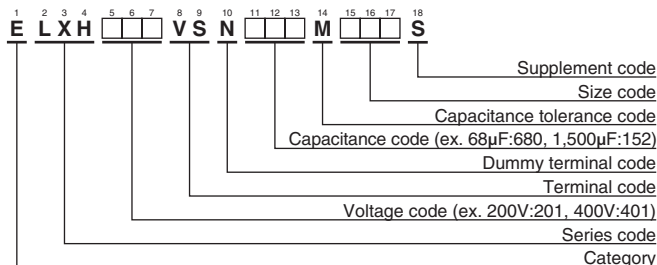 1 2 3 4 5 6 7 8 9 10 11 12 13 14 15 16 17 18
E L X H V S N M S
Supplement code
Size code
Capacitance tolerance code
Capacitance code (ex. 68μF:680, 1,500μF:152)
Dummy terminal code
Terminal code
Voltage code (ex. 200V:201, 400V:401)
Series code
Category